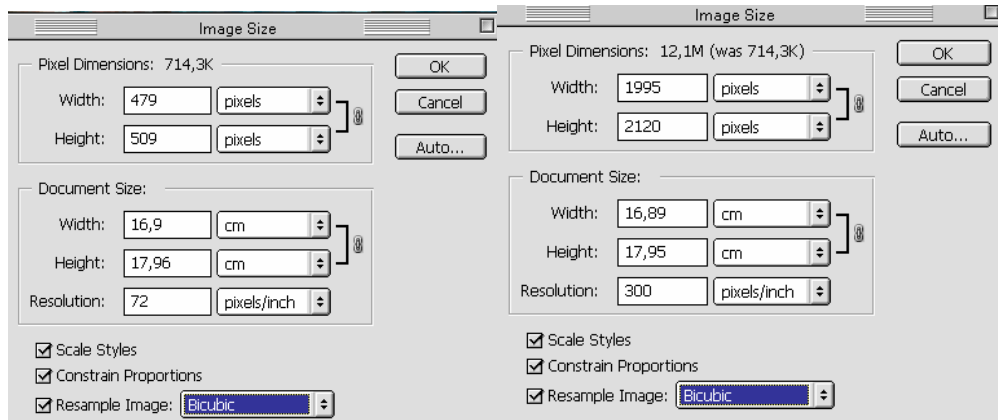 Image Size
Pixel Dimensions: 714,3K
OK
Width: 479 pixels
Cancel
Height: 509 pixels
Auto...
Document Size:
Width: 16,9 cm
Height: 17,96 cm
Resolution: 72 pixels/inch
Scale Styles
Constrain Proportions
Resample Image: Bicubic
Image Size
Pixel Dimensions: 12,1M (was 714,3K)
OK
Width: 1995 pixels
Cancel
Height: 2120 pixels
Auto...
Document Size:
Width: 16,89 cm
Height: 17,95 cm
Resolution: 300 pixels/inch
Scale Styles
Constrain Proportions
Resample Image: Bicubic